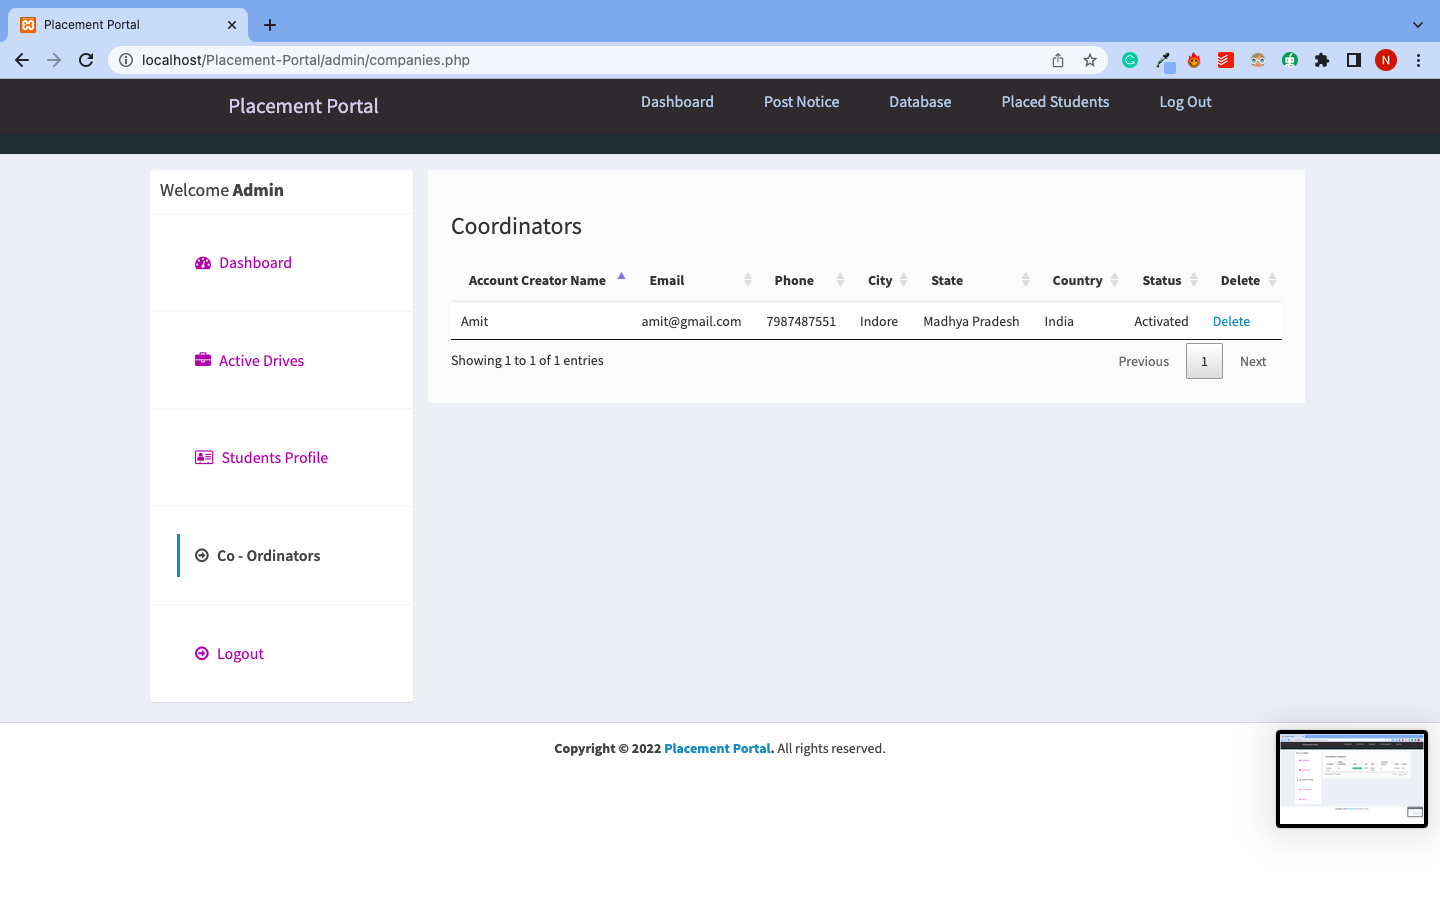 Placement Portal
localhost/Placement-Portal/admin/companies.php
N
Placement Portal
Dashboard
Post Notice
Database
Placed Students
Log Out
Welcome Admin
Dashboard
Active Drives
Students Profile
Co - Ordinators
Logout
Coordinators
Account Creator Name Email Phone City State Country Status Delete
Amit amit@gmail.com 7987487551 Indore Madhya Pradesh India Activated Delete
Showing 1 to 1 of 1 entries
Previous 1 Next
Copyright © 2022 Placement Portal. All rights reserved.